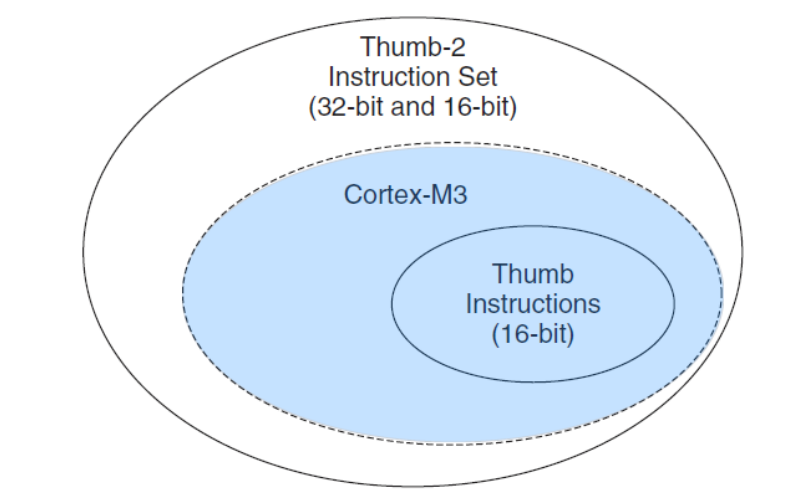 Thumb-2
Instruction Set
(32-bit and 16-bit)
Cortex-M3
Thumb
Instructions
(16-bit)